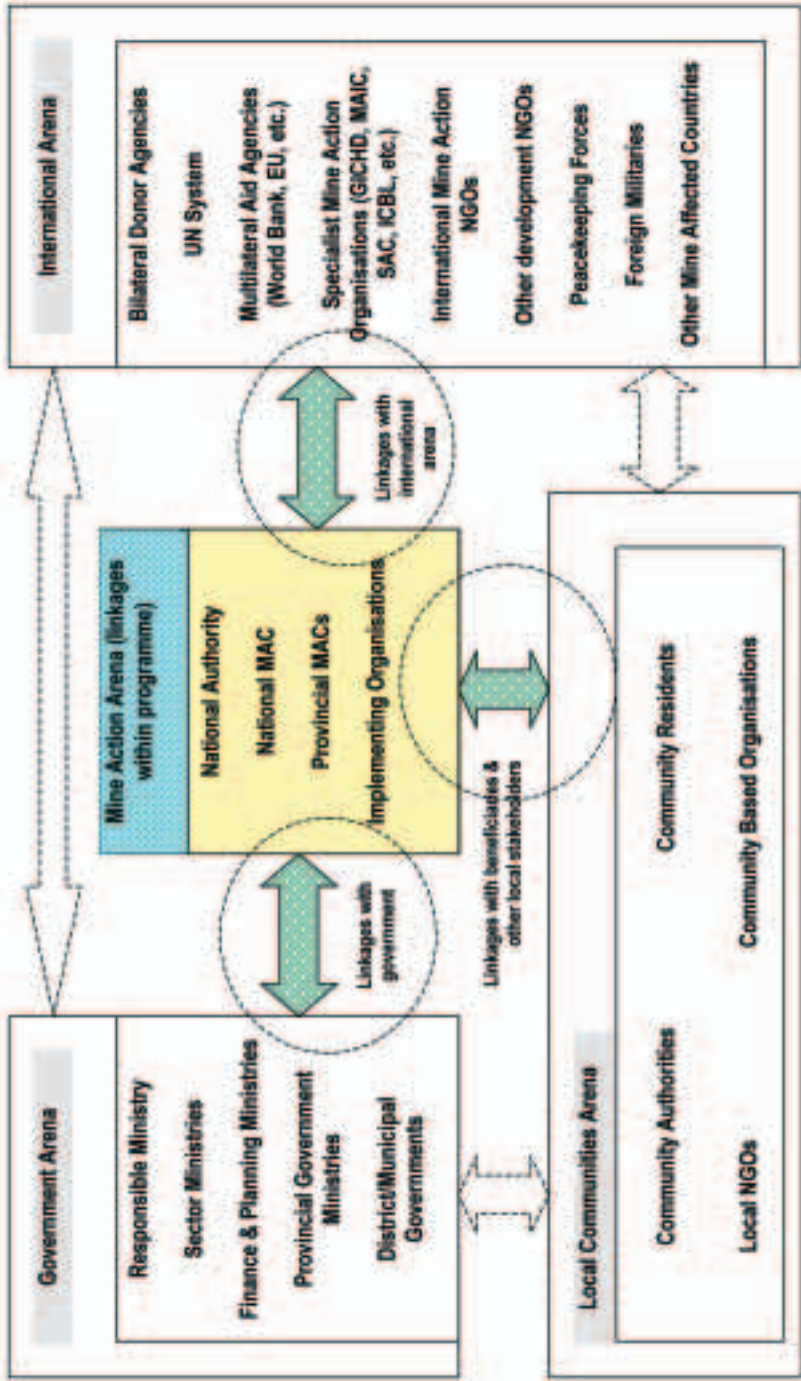 Government Arena
Responsible Ministry
Sector Ministries
Finance & Planning Ministries
Provincial Government
Ministries
District/Municipal
Governments
Linkages with
government
Mine Action Arena (linkages
within programme)
National Authority
National MAC
Provincial MACs
Implementing Organisations
Linkages with
international
arena
International Arena
Bilateral Donor Agencies
UN System
Multilateral Aid Agencies
(World Bank, EU, etc.)
Specialist Mine Action
Organisations (GICHD, MAIC,
SAC, ICBL, etc.)
International Mine Action
NGOs
Other development NGOs
Peacekeeping Forces
Foreign Militaries
Other Mine Affected Countries
Linkages with beneficiaries &
other local stakeholders
Local Communities Arena
Community Authorities
Community Residents
Local NGOs
Community Based Organisations